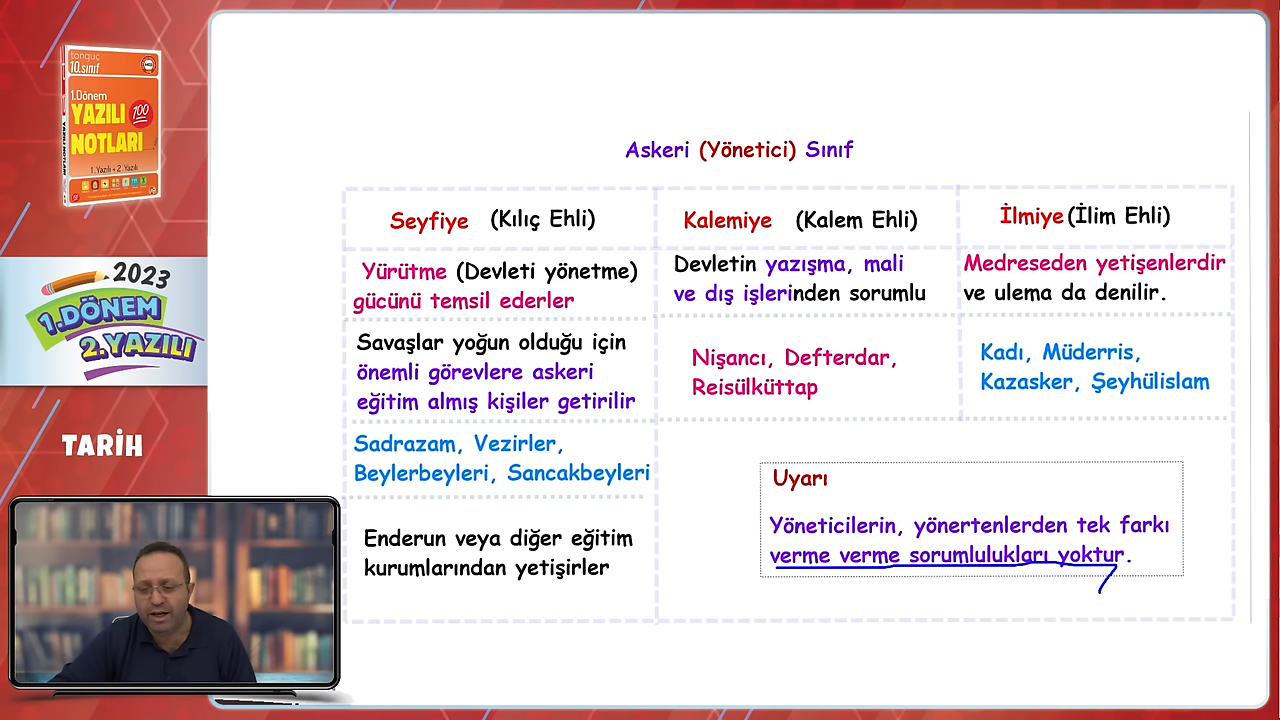 tonguç
10.sınıf
1.Dönem
YAZILI
100
NOTLARI
1.Yazılı + 2.Yazılı
YAZILI NOTLARI
2023
1.DÖNEM
2.YAZILI
TARİH
Askeri (Yönetici) Sınıf
Seyfiye (Kılıç Ehli)
Yürütme (Devleti yönetme)
gücünü temsil ederler
Savaşlar yoğun olduğu için
önemli görevlere askeri
eğitim almış kişiler getirilir
Sadrazam, Vezirler,
Beylerbeyleri, Sancakbeyleri
Enderun veya diğer eğitim
kurumlarından yetişirler
Kalemiye (Kalem Ehli)
Devletin yazışma, mali
ve dış işlerinden sorumlu
Nişancı, Defterdar,
Reisülküttap
İlmiye (İlim Ehli)
Medreseden yetişenlerdir
ve ulema da denilir.
Kadı, Müderris,
Kazasker, Şeyhülislam
Uyarı
Yöneticilerin, yönertenlerden tek farkı
verme verme sorumlulukları yoktur.